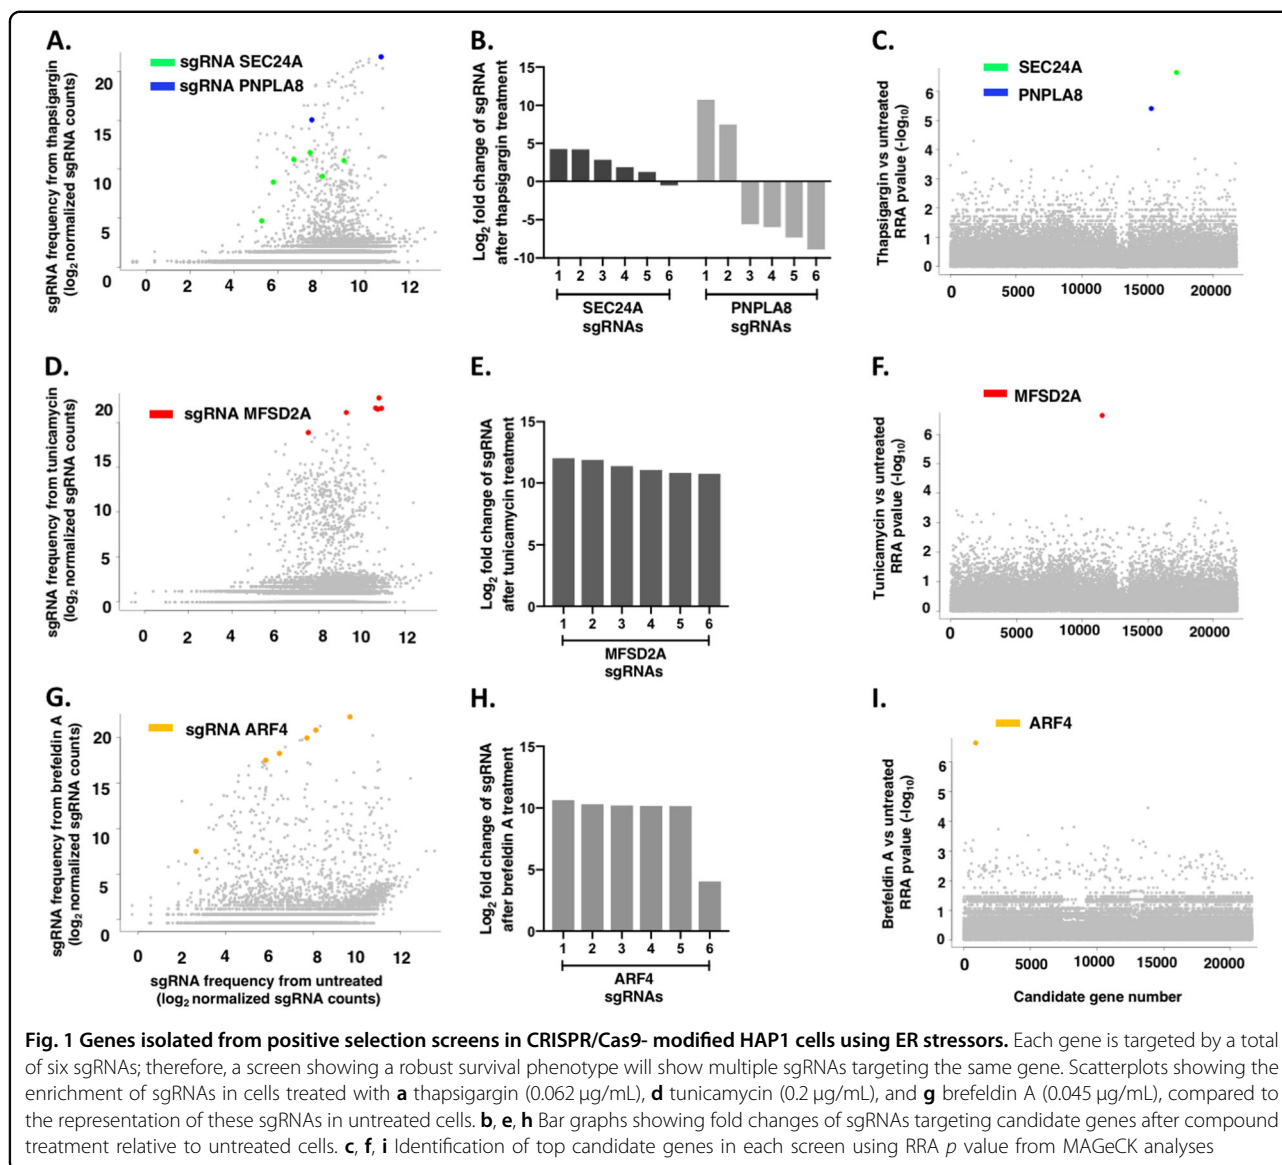 A.
sgRNA SEC24A
sgRNA PNPLA8
sgRNA frequency from thapsigargin
(log2 normalized sgRNA counts)
20
15
10
5
0
0 2 4 6 8 10 12
B.
Log2 fold change of sgRNA
after thapsigargin treatment
15
10
5
0
-5
-10
1 2 3 4 5 6 1 2 3 4 5 6
SEC24A
sgRNAs
PNPLA8
sgRNAs
C.
SEC24A
PNPLA8
Thapsigargin vs untreated
RRA pvalue (-log10)
6
5
4
3
2
1
0
0 5000 10000 15000 20000
D.
sgRNA MFSD2A
sgRNA frequency from tunicamycin
(log2 normalized sgRNA counts)
20
15
10
5
0
0 2 4 6 8 10 12
E.
Log2 fold change of sgRNA
after tunicamycin treatment
15
10
5
0
1 2 3 4 5 6
MFSD2A
sgRNAs
F.
MFSD2A
Tunicamycin vs untreated
RRA pvalue (-log10)
6
5
4
3
2
1
0
0 5000 10000 15000 20000
G.
sgRNA ARF4
sgRNA frequency from brefeldin A
(log2 normalized sgRNA counts)
20
15
10
5
0
0 2 4 6 8 10 12
sgRNA frequency from untreated
(log2 normalized sgRNA counts)
H.
Log2 fold change of sgRNA
after brefeldin A treatment
15
10
5
0
1 2 3 4 5 6
ARF4
sgRNAs
I.
ARF4
Brefeldin A vs untreated
RRA pvalue (-log10)
6
5
4
3
2
1
0
0 5000 10000 15000 20000
Candidate gene number
Fig. 1 Genes isolated from positive selection screens in CRISPR/Cas9- modified HAP1 cells using ER stressors. Each gene is targeted by a total
of six sgRNAs; therefore, a screen showing a robust survival phenotype will show multiple sgRNAs targeting the same gene. Scatterplots showing the
enrichment of sgRNAs in cells treated with a thapsigargin (0.062 µg/mL), d tunicamycin (0.2 µg/mL), and g brefeldin A (0.045 µg/mL), compared to
the representation of these sgRNAs in untreated cells. b, e, h Bar graphs showing fold changes of sgRNAs targeting candidate genes after compound
treatment relative to untreated cells. c, f, i Identification of top candidate genes in each screen using RRA p value from MAGeCK analyses